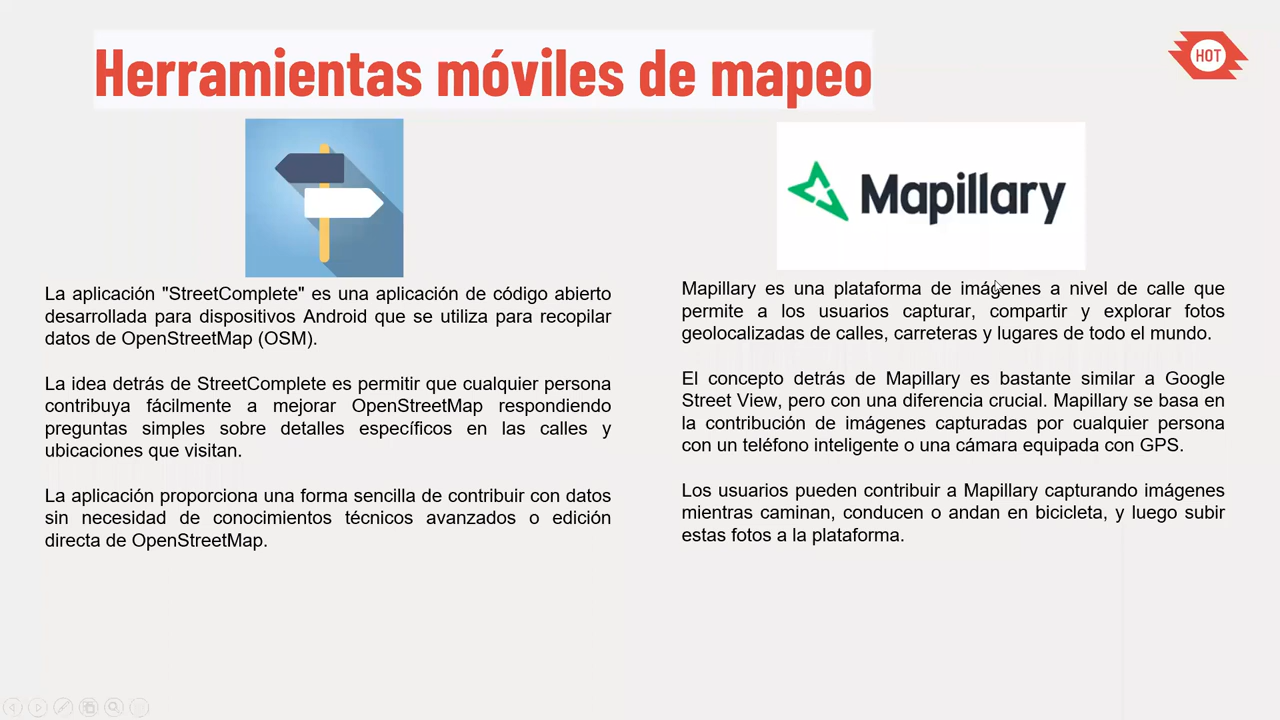 Herramientas móviles de mapeo
HOT
Mapillary
La aplicación "StreetComplete" es una aplicación de código abierto
desarrollada para dispositivos Android que se utiliza para recopilar
datos de OpenStreetMap (OSM).
La idea detrás de StreetComplete es permitir que cualquier persona
contribuya fácilmente a mejorar OpenStreetMap respondiendo
preguntas simples sobre detalles específicos en las calles y
ubicaciones que visitan.
La aplicación proporciona una forma sencilla de contribuir con datos
sin necesidad de conocimientos técnicos avanzados o edición
directa de OpenStreetMap.
Mapillary es una plataforma de imágenes a nivel de calle que
permite a los usuarios capturar, compartir y explorar fotos
geolocalizadas de calles, carreteras y lugares de todo el mundo.
El concepto detrás de Mapillary es bastante similar a Google
Street View, pero con una diferencia crucial. Mapillary se basa en
la contribución de imágenes capturadas por cualquier persona
con un teléfono inteligente o una cámara equipada con GPS.
Los usuarios pueden contribuir a Mapillary capturando imágenes
mientras caminan, conducen o andan en bicicleta, y luego subir
estas fotos a la plataforma.